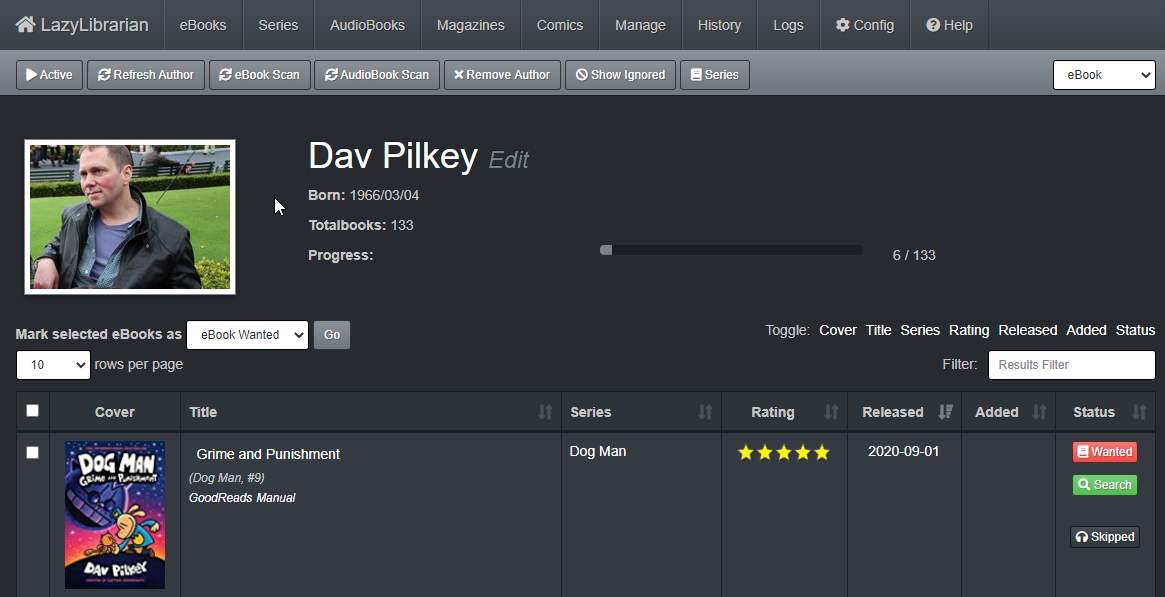 LazyLibrarian eBooks Series AudioBooks Magazines Comics Manage History Logs Config Help
Active Refresh Author eBook Scan AudioBook Scan Remove Author Show Ignored Series eBook
Dav Pilkey Edit
Born: 1966/03/04
Totalbooks: 133
Progress: 6 / 133
Mark selected eBooks as eBook Wanted Go
Toggle: Cover Title Series Rating Released Added Status
10 rows per page
Filter: Results Filter
Cover Title Series Rating Released Added Status
DOG MAN
GRIME AND PUNISHMENT
DAV PILKEY
Grime and Punishment
(Dog Man, #9)
GoodReads Manual
Dog Man
2020-09-01
Wanted
Search
Skipped